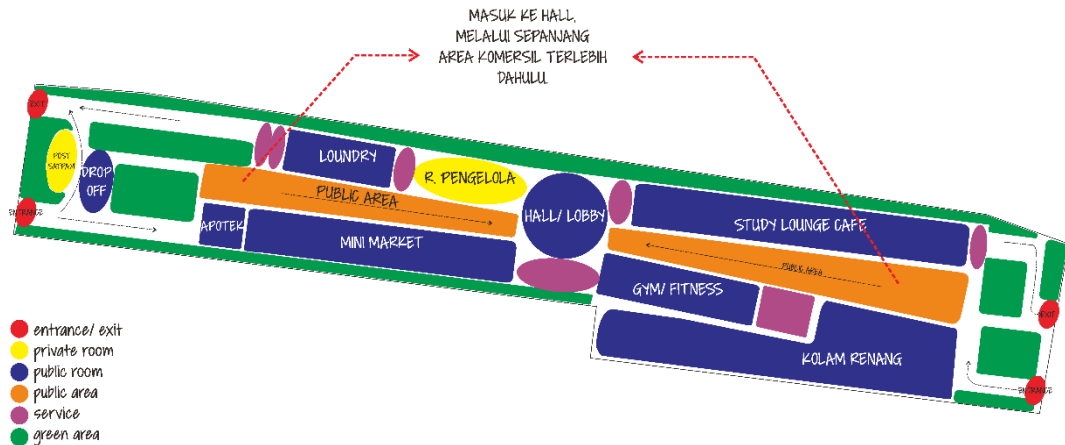 MASUK KE HALL,
MELALUI SEPANJANG
AREA KOMERSIL TERLEBIH
DAHULU.
EXIT
POST
SATPAM
DROP
OFF
ENTRANCE
LOUNDRY
R. PENGELOLA
PUBLIC AREA
APOTEK
MINI MARKET
HALL/ LOBBY
STUDY LOUNGE CAFE
PUBLIC AREA
GYM/ FITNESS
KOLAM RENANG
EXIT
ENTRANCE
entrance/ exit
private room
public room
public area
service
green area